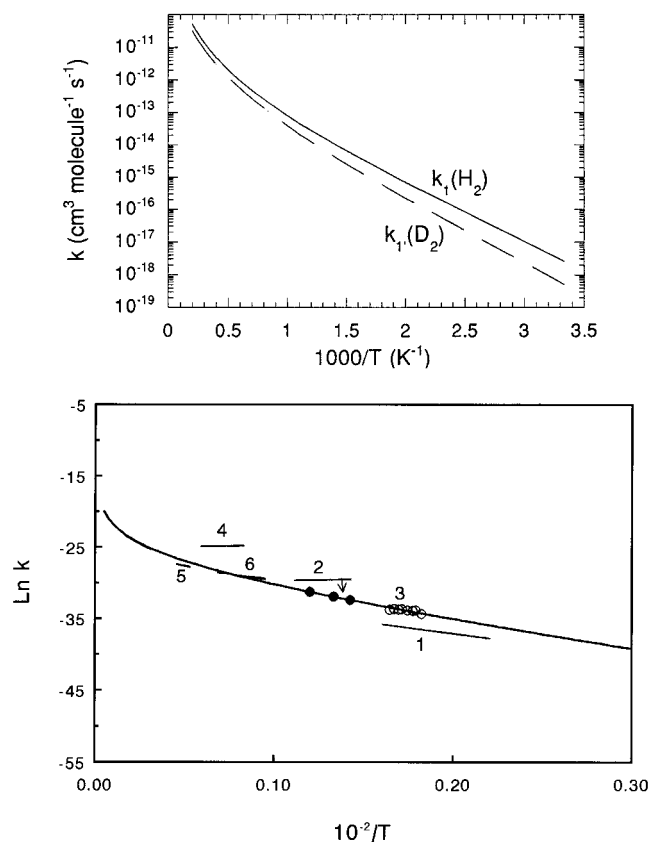 10⁻¹¹
10⁻¹²
10⁻¹³
10⁻¹⁴
10⁻¹⁵
10⁻¹⁶
10⁻¹⁷
10⁻¹⁸
10⁻¹⁹
k (cm³ molecule⁻¹ s⁻¹)
k₁(H₂)
k₁'(D₂)
0 0.5 1 1.5 2 2.5 3 3.5
1000/T (K⁻¹)
-5
-15
-25
-35
-45
-55
Ln k
4
5
6
2
3
1
0.00 0.10 0.20 0.30
10⁻²/T